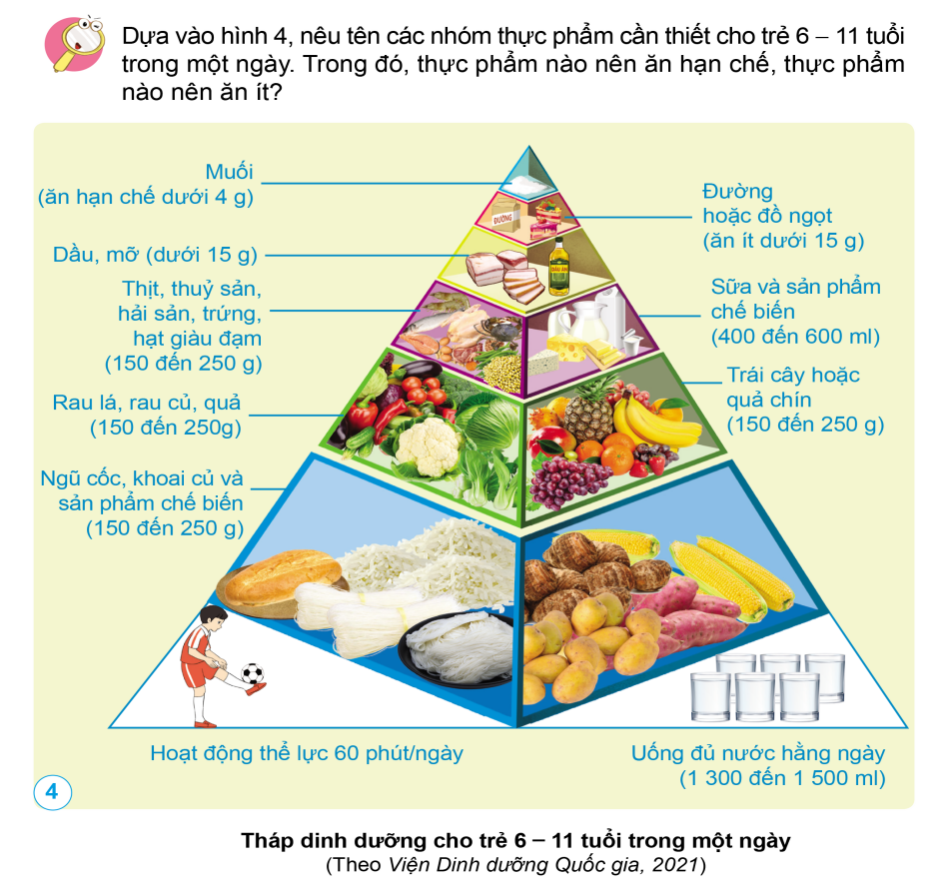 Dựa vào hình 4, nêu tên các nhóm thực phẩm cần thiết cho trẻ 6 – 11 tuổi
trong một ngày. Trong đó, thực phẩm nào nên ăn hạn chế, thực phẩm
nào nên ăn ít?
Muối
(ăn hạn chế dưới 4 g)
Đường
hoặc đồ ngọt
(ăn ít dưới 15 g)
ĐƯỜNG
Dầu, mỡ (dưới 15 g)
Thịt, thuỷ sản,
hải sản, trứng,
hạt giàu đạm
(150 đến 250 g)
Sữa và sản phẩm
chế biến
(400 đến 600 ml)
Rau lá, rau củ, quả
(150 đến 250g)
Trái cây hoặc
quả chín
(150 đến 250 g)
Ngũ cốc, khoai củ và
sản phẩm chế biến
(150 đến 250 g)
Hoạt động thể lực 60 phút/ngày
Uống đủ nước hằng ngày
(1 300 đến 1 500 ml)
4
Tháp dinh dưỡng cho trẻ 6 – 11 tuổi trong một ngày
(Theo Viện Dinh dưỡng Quốc gia, 2021)